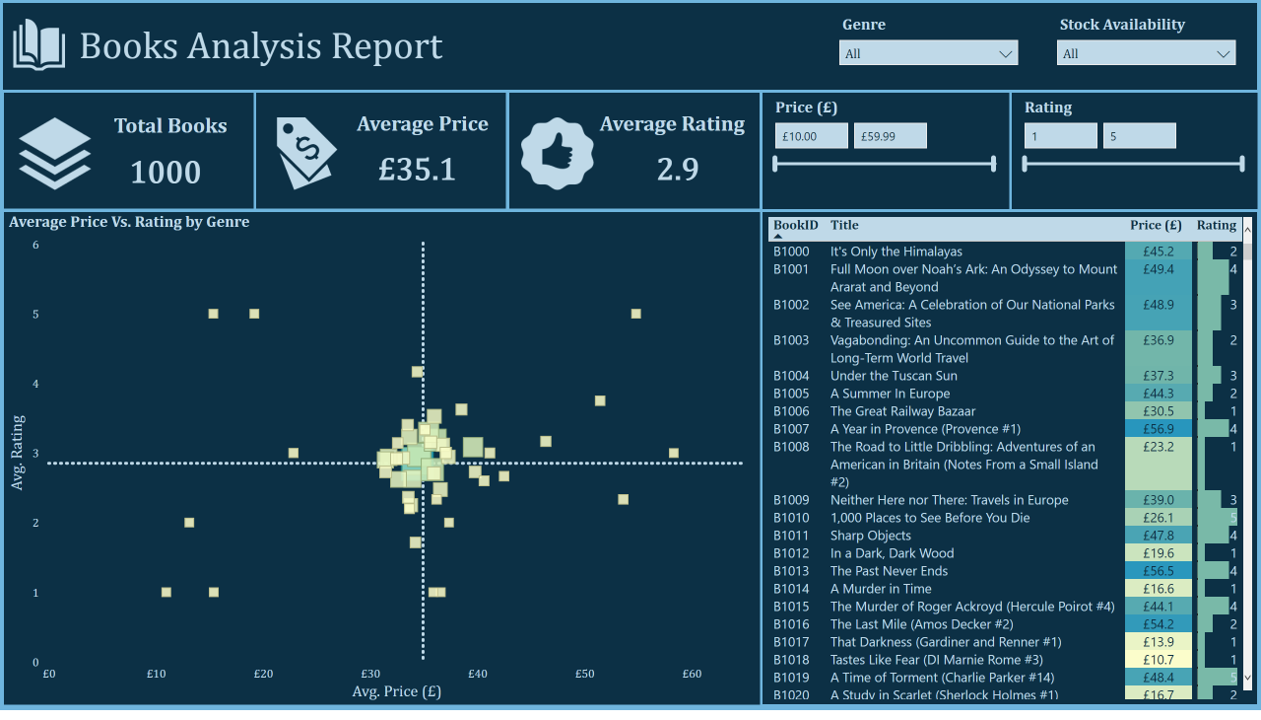 Books Analysis Report
Genre
All
Stock Availability
All
Total Books
1000
Average Price
£35.1
Average Rating
2.9
Price (£)
£10.00
£59.99
Rating
1
5
Average Price Vs. Rating by Genre
6
5
4
3
2
1
0
Avg. Rating
£0
£10
£20
£30
£40
£50
£60
Avg. Price (£)
BookID Title Price (£) Rating
B1000 It's Only the Himalayas £45.2 2
B1001 Full Moon over Noah's Ark: An Odyssey to Mount £49.4 4
Ararat and Beyond
B1002 See America: A Celebration of Our National Parks £48.9 3
& Treasured Sites
B1003 Vagabonding: An Uncommon Guide to the Art of £36.9 2
Long-Term World Travel
B1004 Under the Tuscan Sun £37.3 3
B1005 A Summer In Europe £44.3 2
B1006 The Great Railway Bazaar £30.5 1
B1007 A Year in Provence (Provence #1) £56.9 4
B1008 The Road to Little Dribbling: Adventures of an £23.2 1
American in Britain (Notes From a Small Island
#2)
B1009 Neither Here nor There: Travels in Europe £39.0 3
B1010 1,000 Places to See Before You Die £26.1 5
B1011 Sharp Objects £47.8 4
B1012 In a Dark, Dark Wood £19.6 1
B1013 The Past Never Ends £56.5 4
B1014 A Murder in Time £16.6 1
B1015 The Murder of Roger Ackroyd (Hercule Poirot #4) £44.1 4
B1016 The Last Mile (Amos Decker #2) £54.2 2
B1017 That Darkness (Gardiner and Renner #1) £13.9 1
B1018 Tastes Like Fear (DI Marnie Rome #3) £10.7 1
B1019 A Time of Torment (Charlie Parker #14) £48.4 5
B1020 A Study in Scarlet (Sherlock Holmes #1) £16.7 2